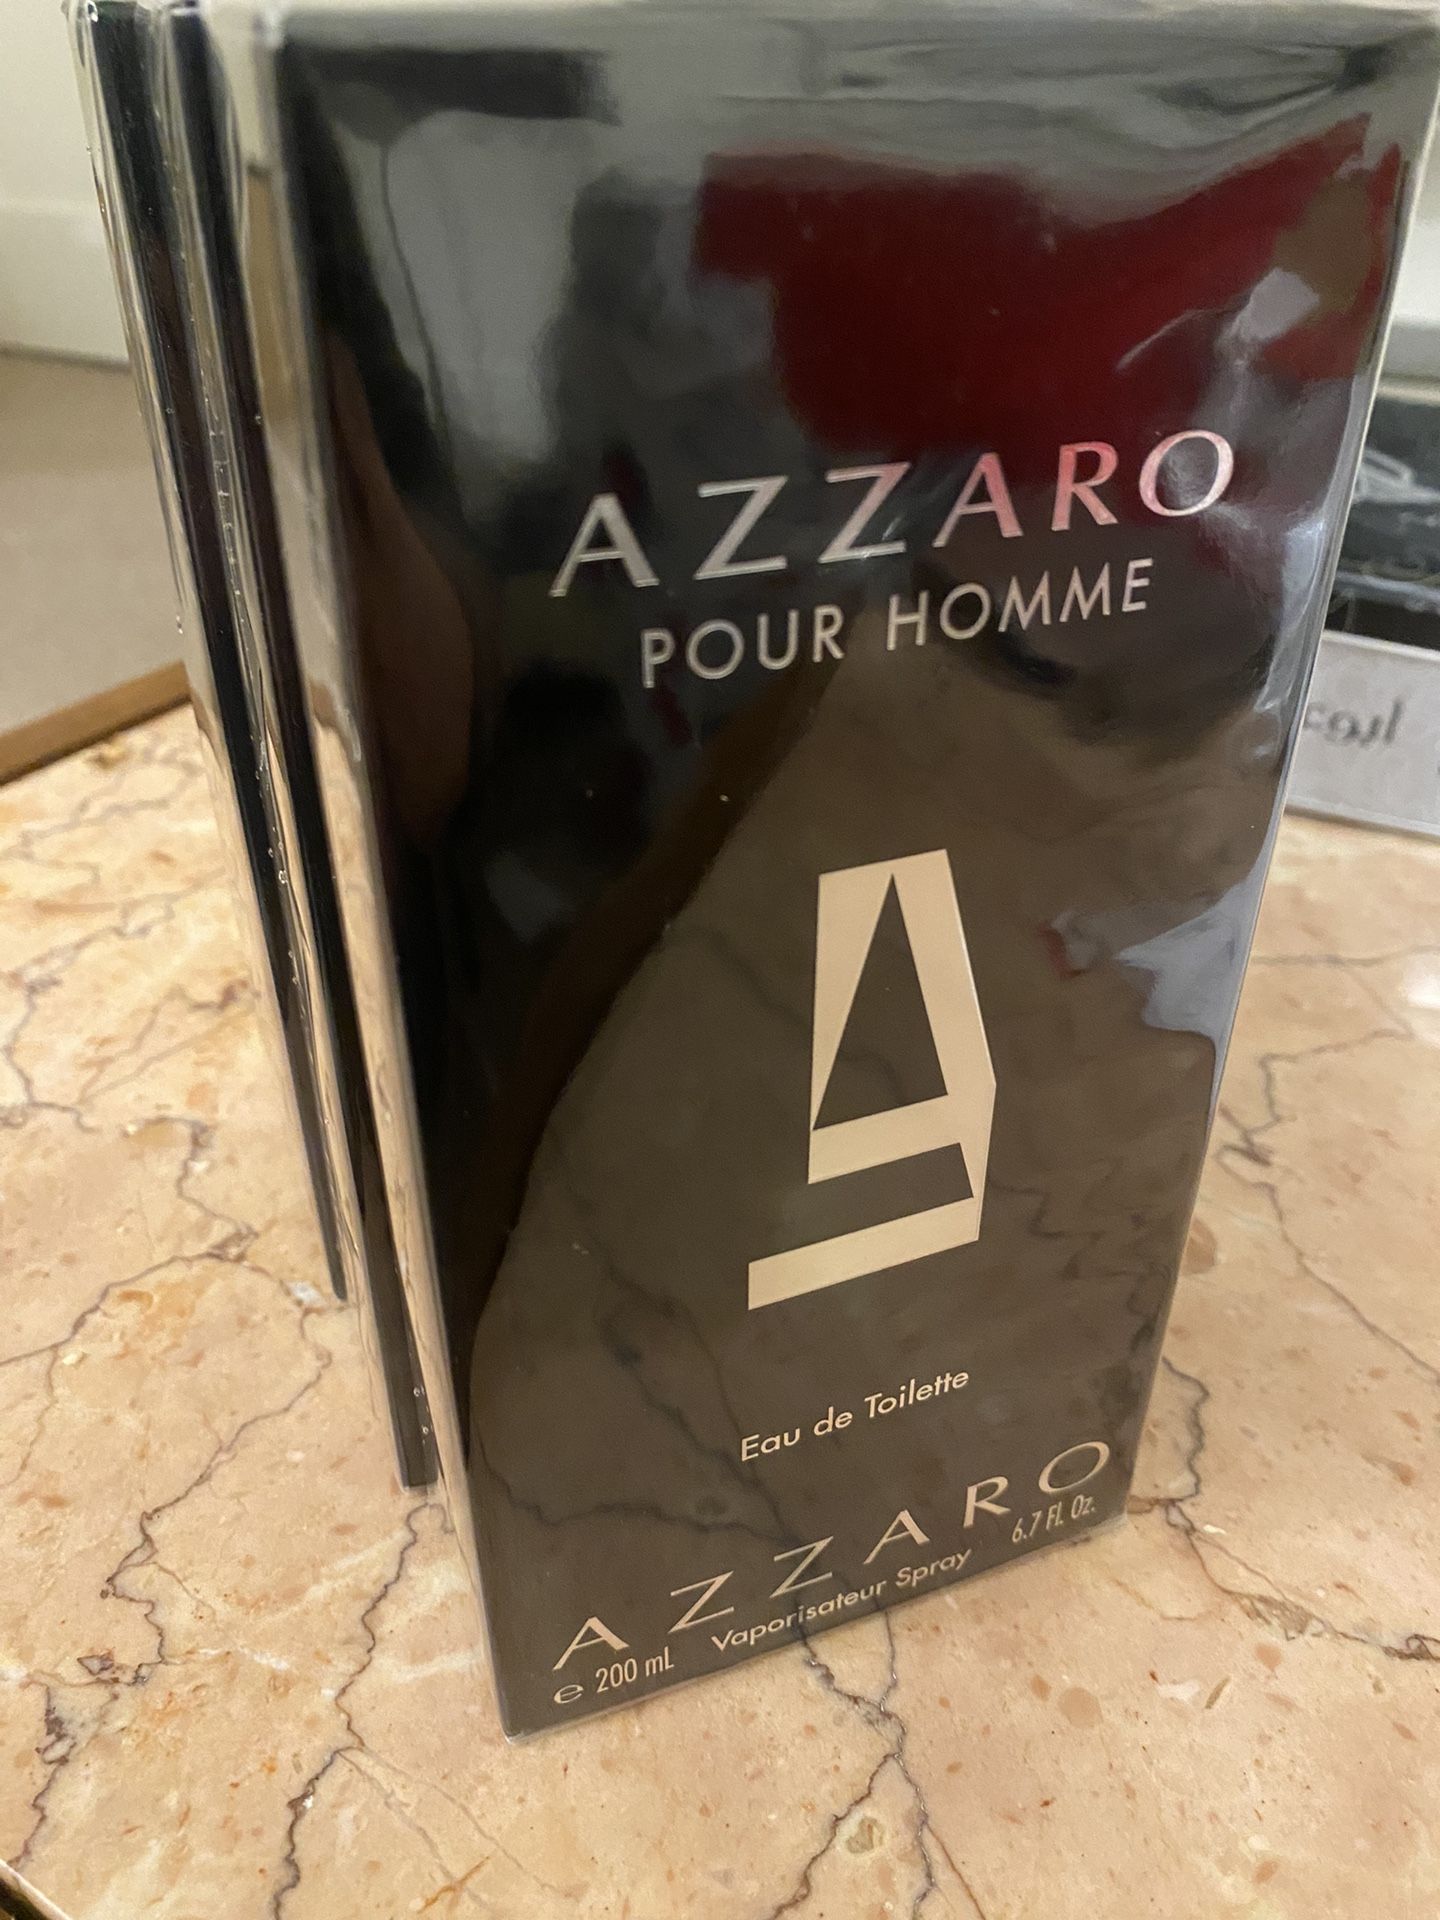 AZZARO
POUR HOMME
Eau de Toilette
AZZARO
e 200 mL Vaporisateur Spray 6.7 Fl. Oz.